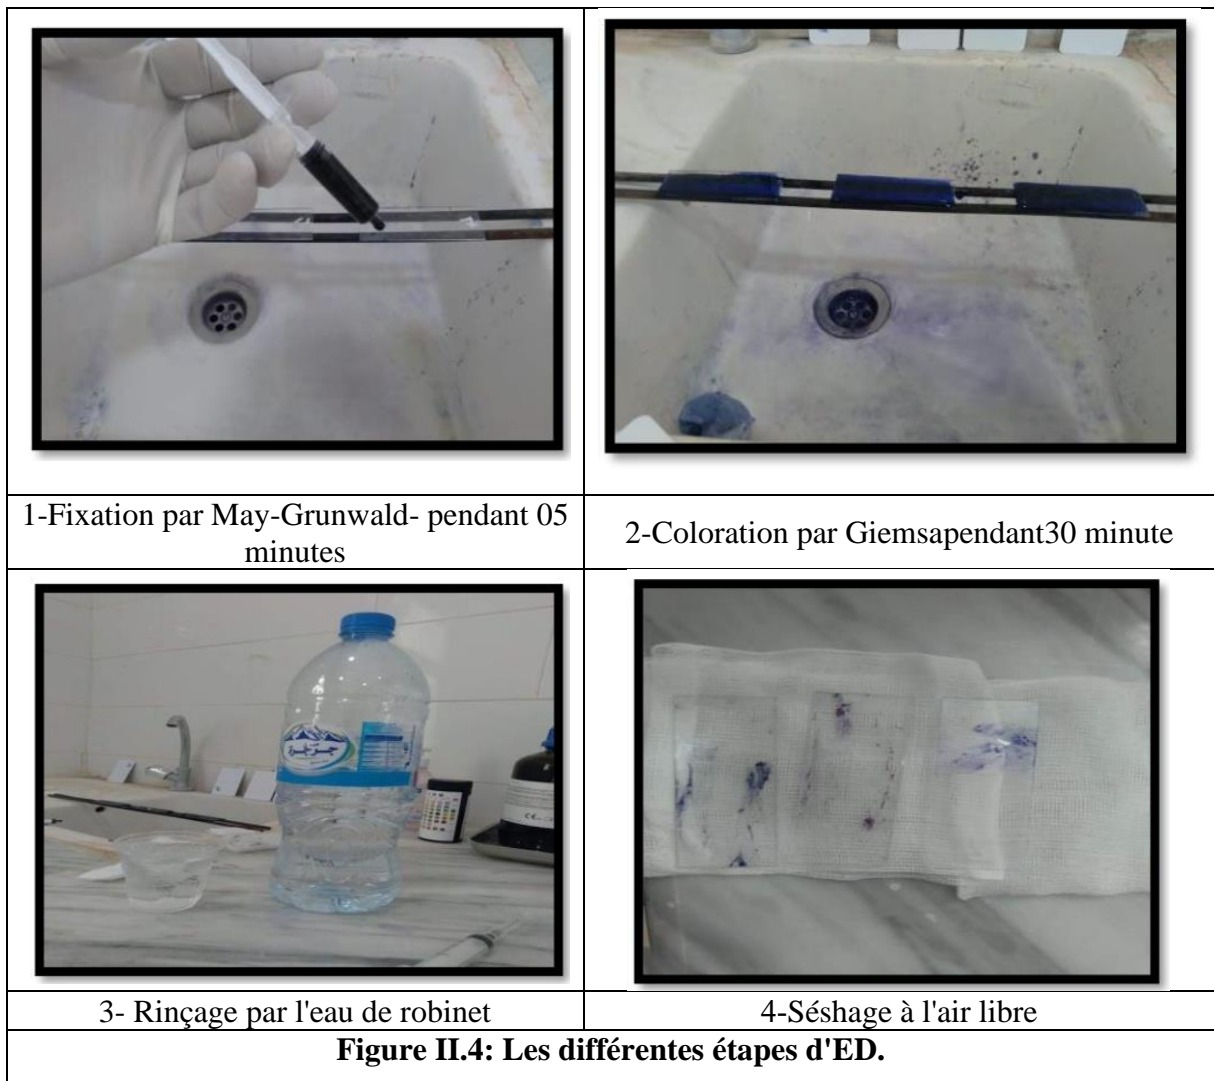 جرجرة
1-Fixation par May-Grunwald- pendant 05
minutes
2-Coloration par Giemsapendant30 minute
3- Rinçage par l'eau de robinet
4-Séshage à l'air libre
Figure II.4: Les différentes étapes d'ED.